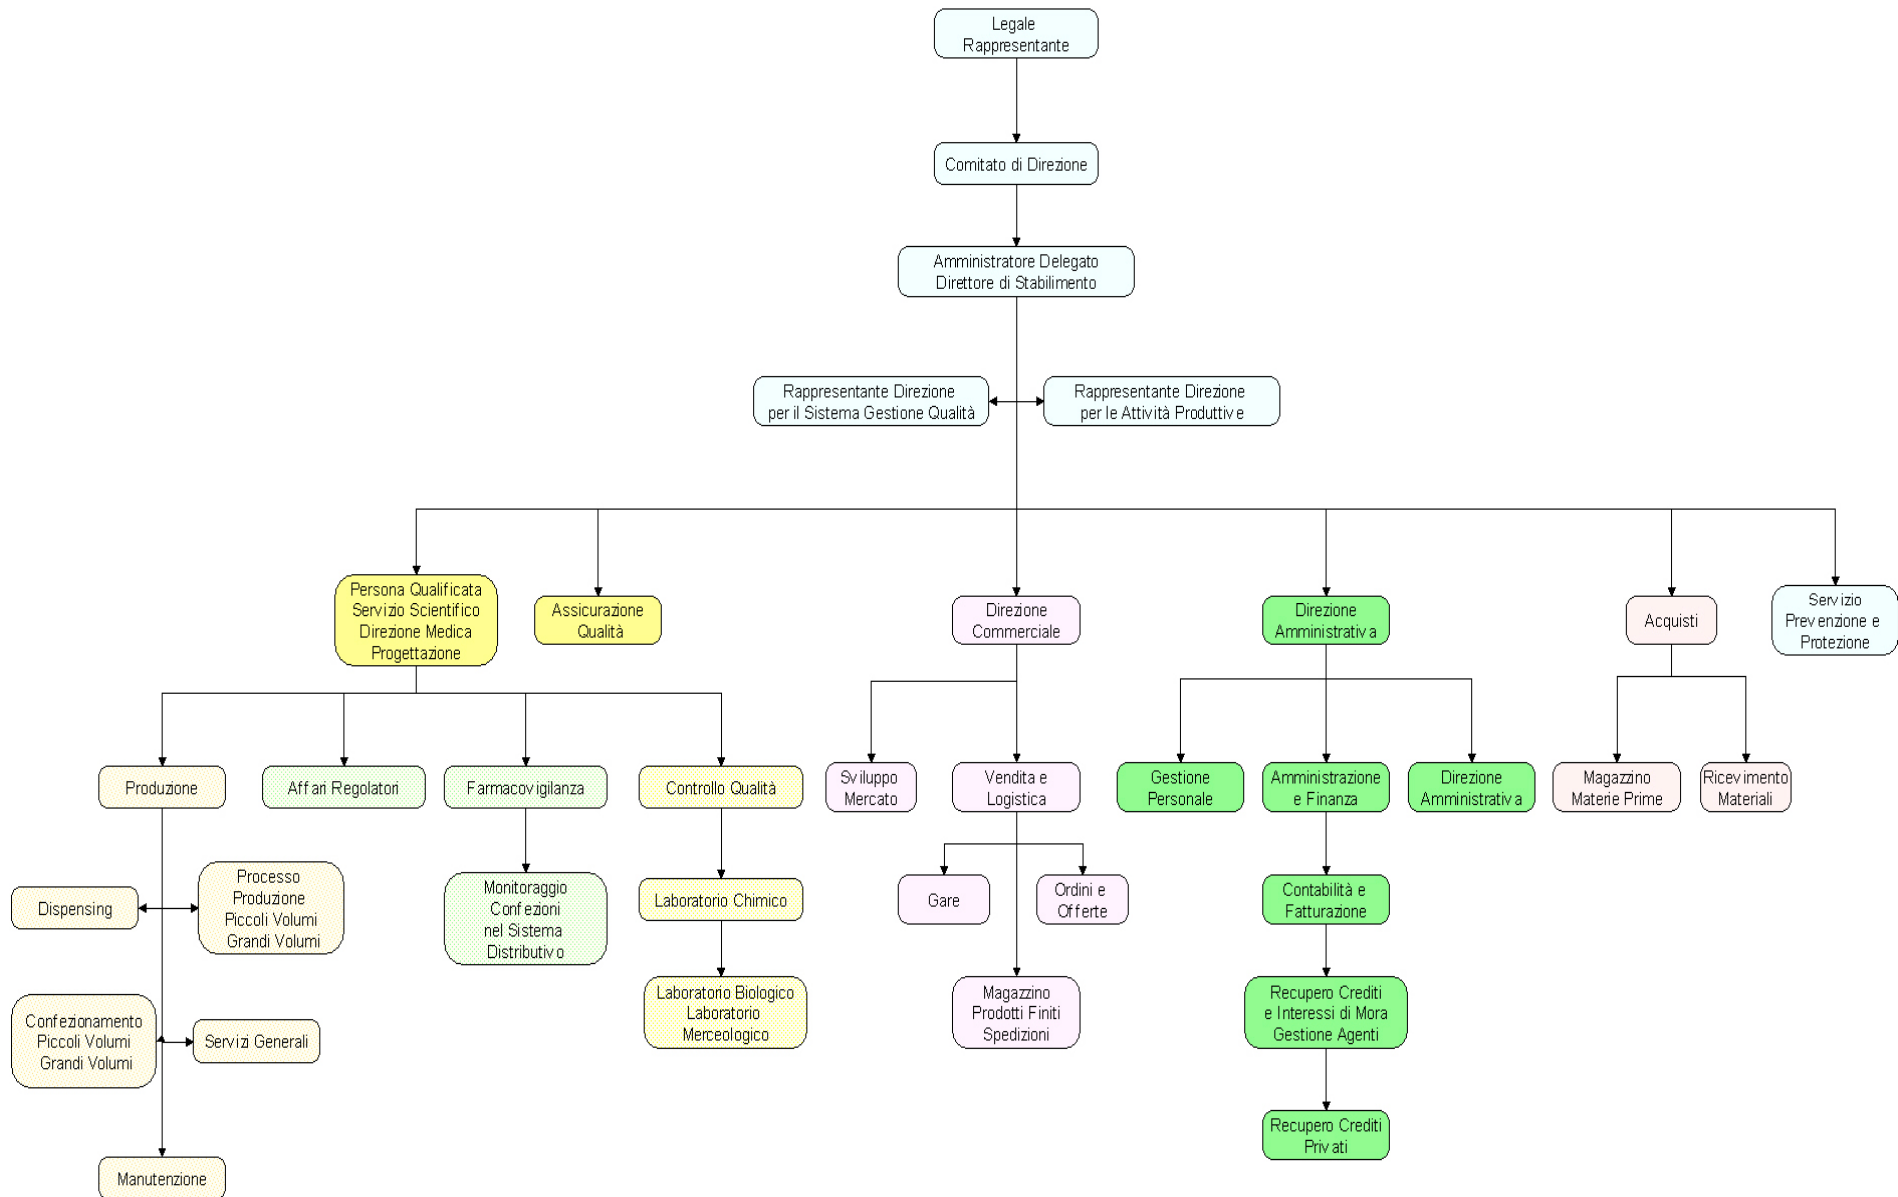 Legale
Rappresentante
Comitato di Direzione
Amministratore Delegato
Direttore di Stabilimento
Rappresentante Direzione
per il Sistema Gestione Qualità
Rappresentante Direzione
per le Attività Produttive
Persona Qualificata
Servizio Scientifico
Direzione Medica
Progettazione
Assicurazione
Qualità
Direzione
Commerciale
Direzione
Amministrativa
Acquisti
Servizio
Prevenzione e
Protezione
Produzione
Affari Regolatori
Farmacovigilanza
Controllo Qualità
Sviluppo
Mercato
Vendita e
Logistica
Gestione
Personale
Amministrazione
e Finanza
Direzione
Amministrativa
Magazzino
Materie Prime
Ricevimento
Materiali
Dispensing
Processo
Produzione
Piccoli Volumi
Grandi Volumi
Monitoraggio
Confezioni
nel Sistema
Distributivo
Laboratorio Chimico
Gare
Ordini e
Offerte
Contabilità e
Fatturazione
Confezionamento
Piccoli Volumi
Grandi Volumi
Servizi Generali
Laboratorio Biologico
Laboratorio
Merceologico
Magazzino
Prodotti Finiti
Spedizioni
Recupero Crediti
e Interessi di Mora
Gestione Agenti
Recupero Crediti
Privati
Manutenzione